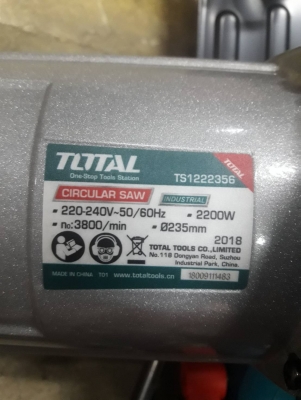 TOTAL
One-Stop Tools Station
TS1222356
TOTAL
CIRCULAR SAW
INDUSTRIAL
220-240V~50/60Hz
2200W
n₀:3800/min
Ø235mm
2018
TOTAL TOOLS CO.,LIMITED
No.118 Dongyan Road, Suzhou
Industrial Park, China.
MADE IN CHINA T01 www.totaltools.cn
18009111483